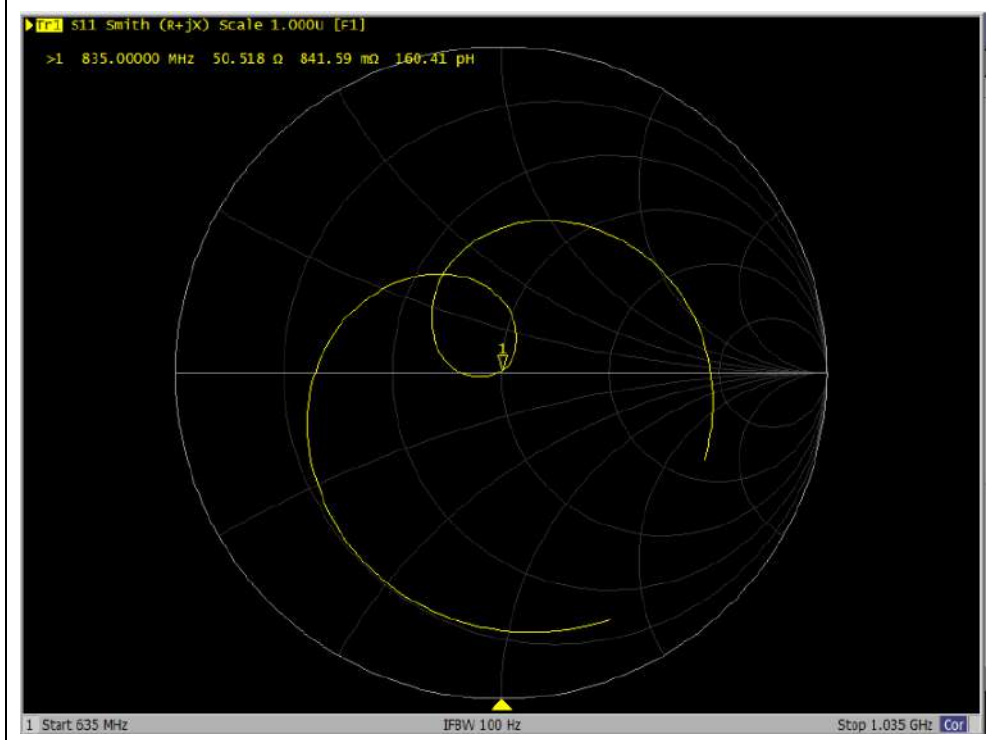 Tr1 S11 Smith (R+jX) Scale 1.000U [F1]
>1 835.00000 MHz 50.518 Ω 841.59 mΩ 160.41 pH
1
1 Start 635 MHz IFBW 100 Hz Stop 1.035 GHz Cor